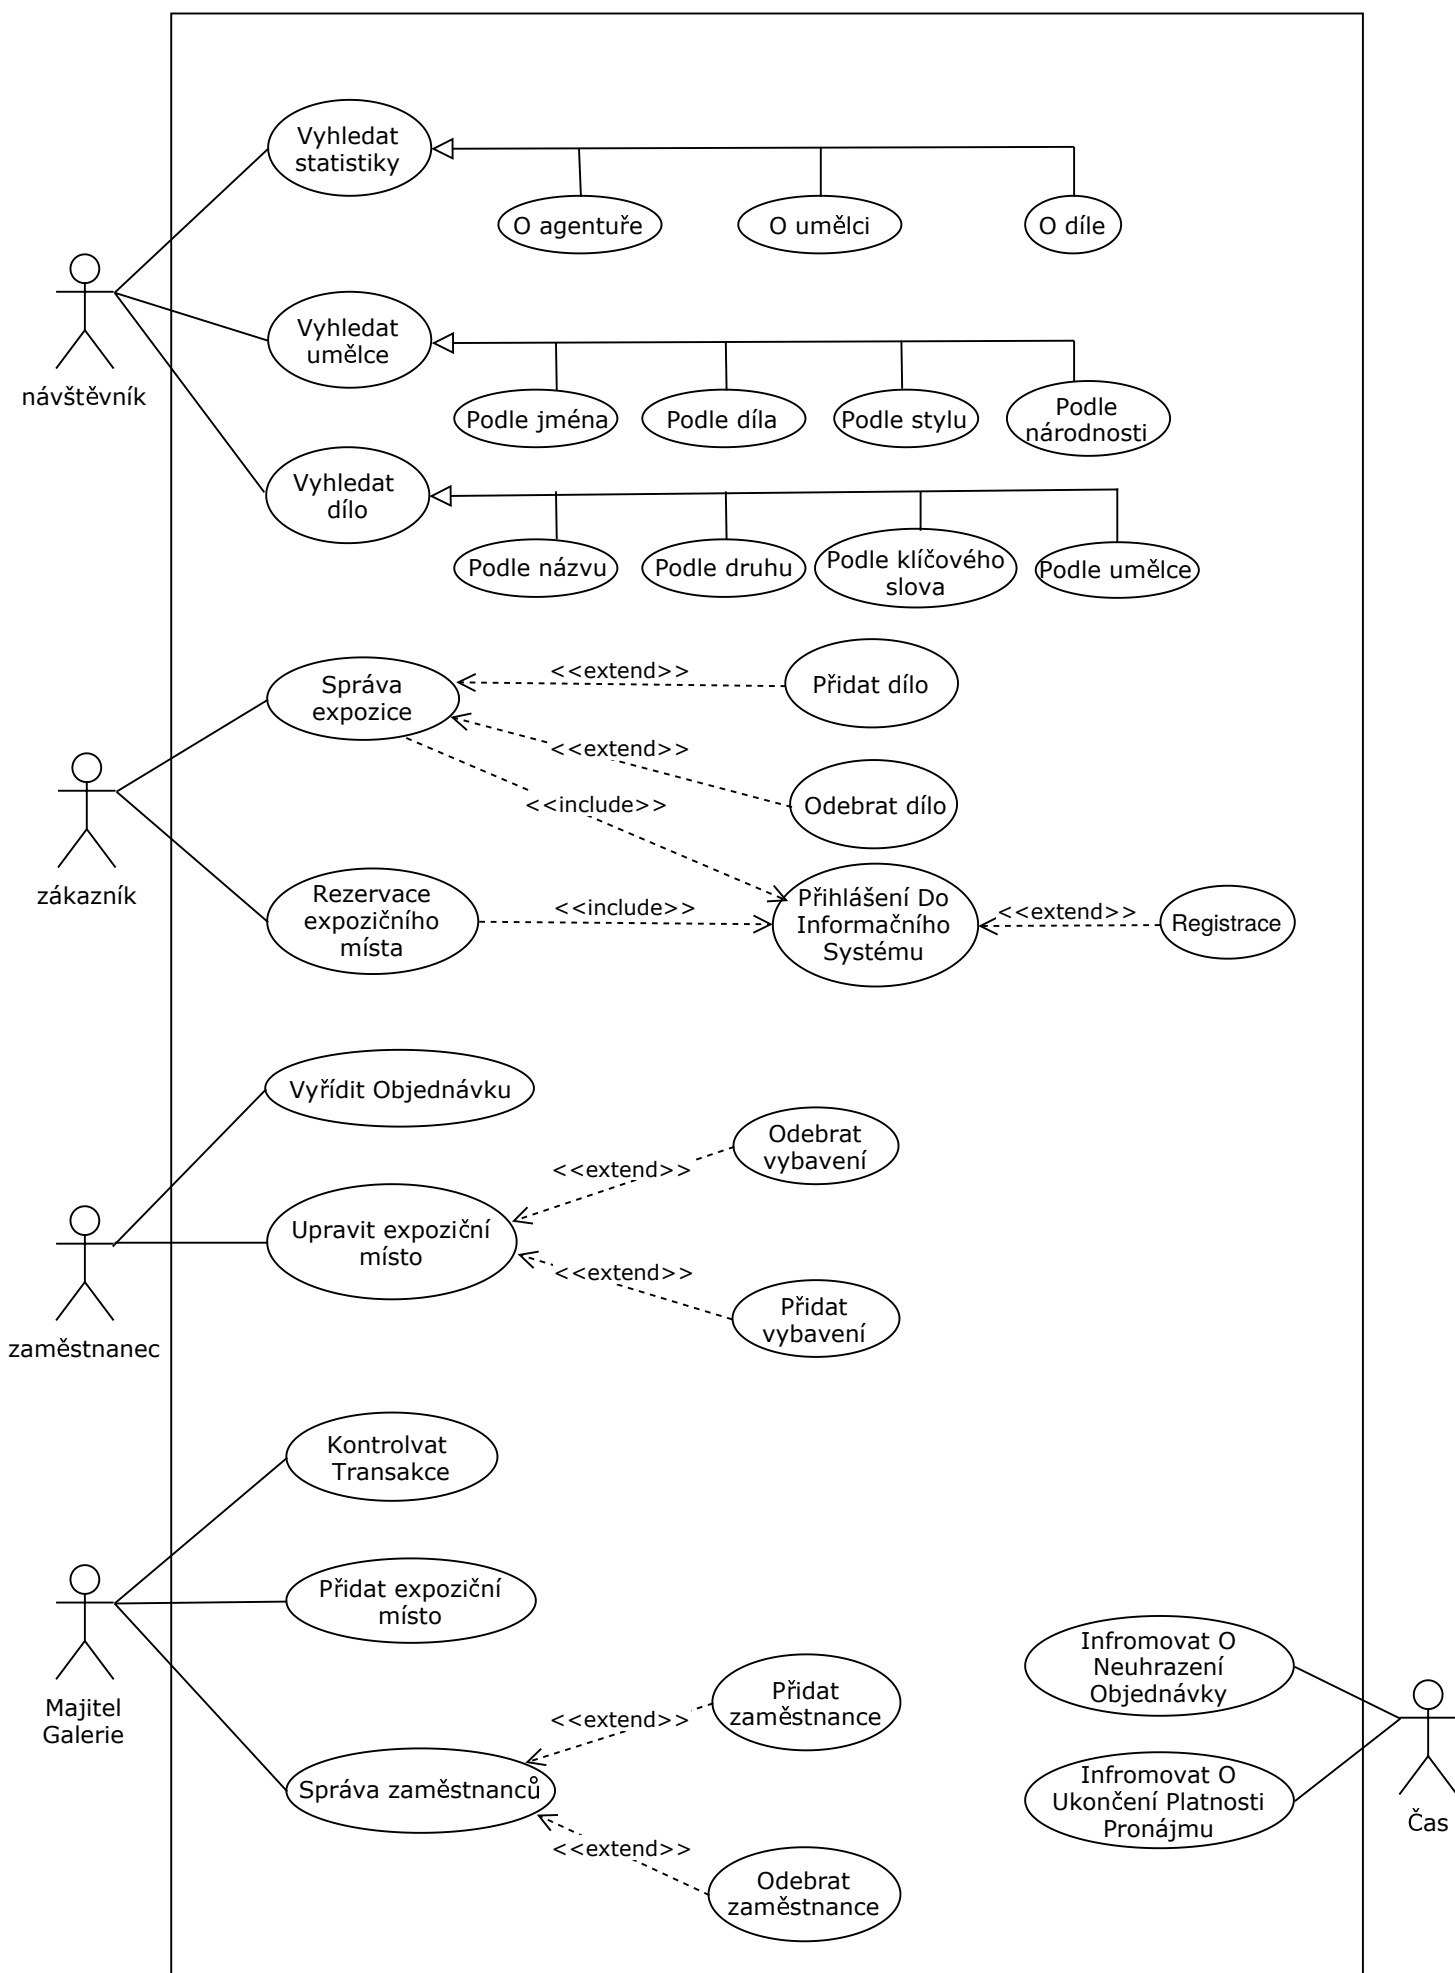 Vyhledat
statistiky
O agentuře
O umělci
O díle
návštěvník
Vyhledat
umělce
Podle jména
Podle díla
Podle stylu
Podle
národnosti
Vyhledat
dílo
Podle názvu
Podle druhu
Podle klíčového
slova
Podle umělce
Správa
expozice
<<extend>>
Přidat dílo
<<extend>>
Odebrat dílo
<<include>>
zákazník
Rezervace
expozičního
místa
<<include>>
Přihlášení Do
Informačního
Systému
<<extend>>
Registrace
Vyřídit Objednávku
Odebrat
vybavení
<<extend>>
Upravit expoziční
místo
<<extend>>
Přidat
vybavení
zaměstnanec
Kontrolvat
Transakce
Přidat expoziční
místo
Majitel
Galerie
Přidat
zaměstnance
<<extend>>
Správa zaměstnanců
<<extend>>
Odebrat
zaměstnance
Infromovat O
Neuhrazení
Objednávky
Infromovat O
Ukončení Platnosti
Pronájmu
Čas